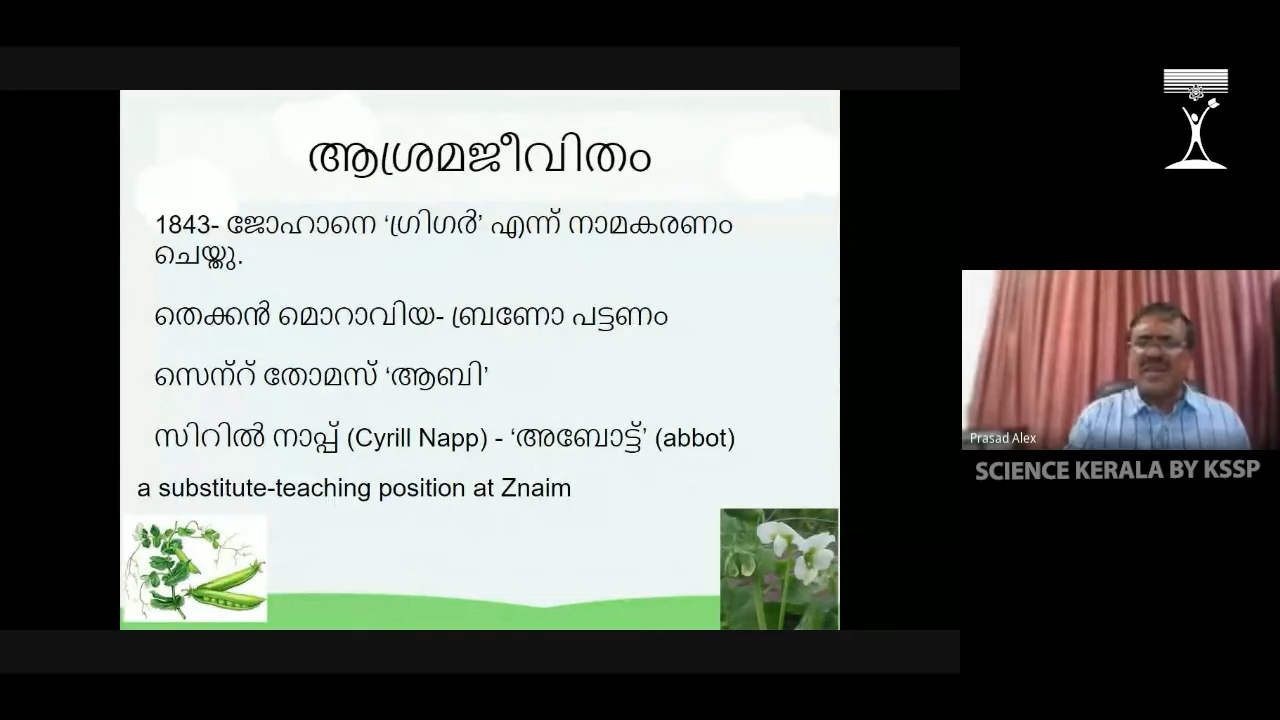 ആശ്രമജീവിതം
1843- ജോഹാനെ ‘ഗ്രിഗർ’ എന്ന് നാമകരണം
ചെയ്തു.
തെക്കൻ മൊറാവിയ- ബ്രണോ പട്ടണം
സെന്റ് തോമസ് ‘ആബി’
സിറിൽ നാപ്പ് (Cyrill Napp) - ‘അബോട്ട്’ (abbot)
a substitute-teaching position at Znaim
Prasad Alex
SCIENCE KERALA BY KSSP